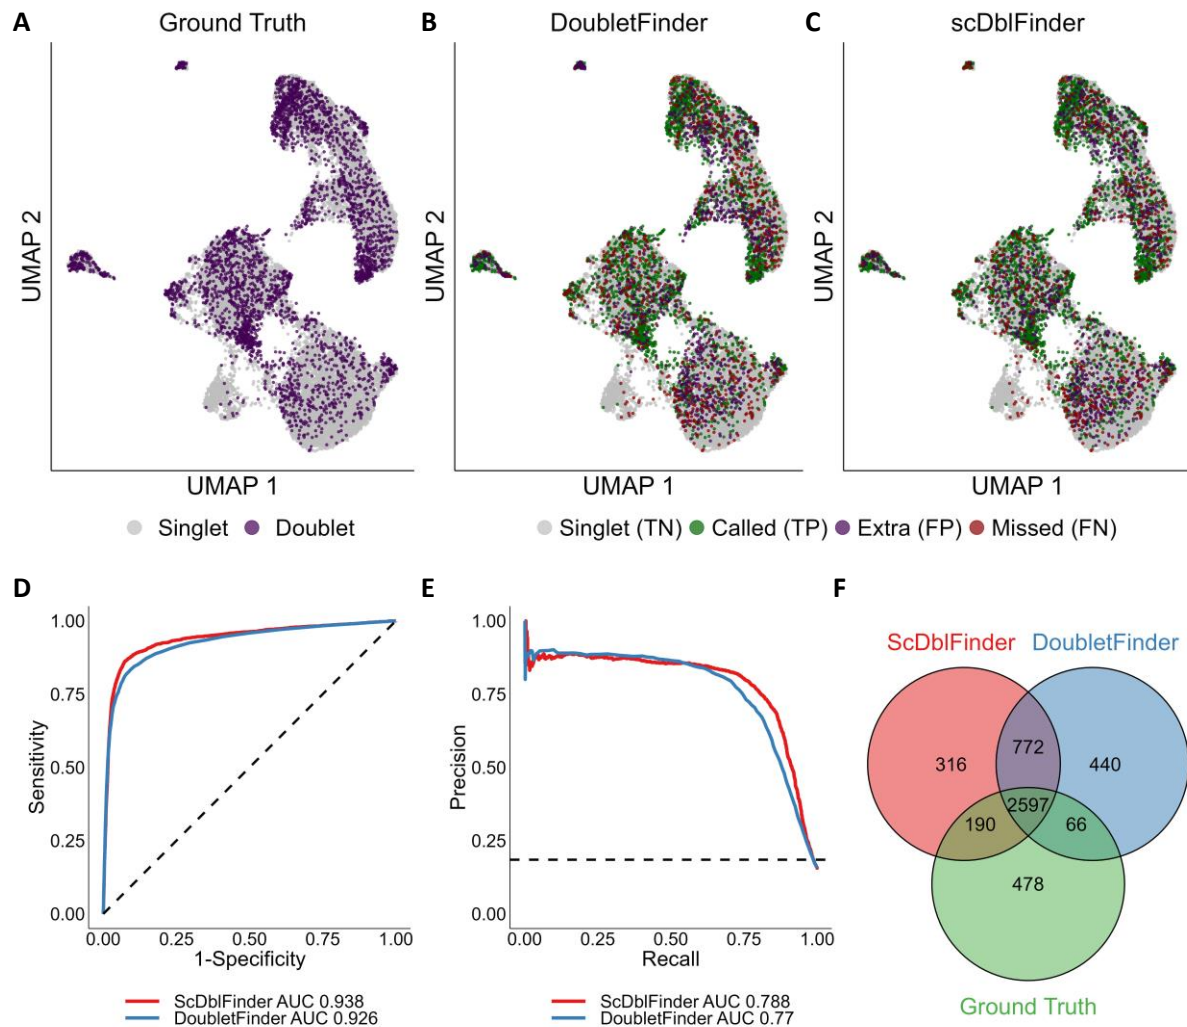 A
Ground Truth
B
DoubletFinder
C
scDblFinder
UMAP 2
UMAP 2
UMAP 2
UMAP 1
UMAP 1
UMAP 1
Singlet
Doublet
Singlet (TN)
Called (TP)
Extra (FP)
Missed (FN)
D
E
F
1.00
0.75
0.50
0.25
0.00
Sensitivity
0.00
0.25
0.50
0.75
1.00
1-Specificity
ScDblFinder AUC 0.938
DoubletFinder AUC 0.926
1.00
0.75
0.50
0.25
0.00
Precision
0.00
0.25
0.50
0.75
1.00
Recall
ScDblFinder AUC 0.788
DoubletFinder AUC 0.77
ScDblFinder
DoubletFinder
316
772
440
2597
190
66
478
Ground Truth